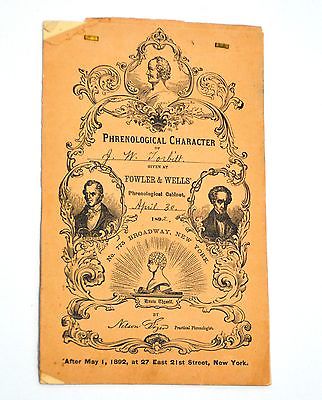 PHRENOLOGICAL CHARACTER
OF
J. W. Torbitt
GIVEN AT
FOWLER & WELLS'
Phrenological Cabinet,
April 30
189
No. 775 BROADWAY, NEW YORK.
Know Thyself.
BY
Nelson Sizer
Practical Phrenologist.
After May 1, 1892, at 27 East 21st Street, New York.